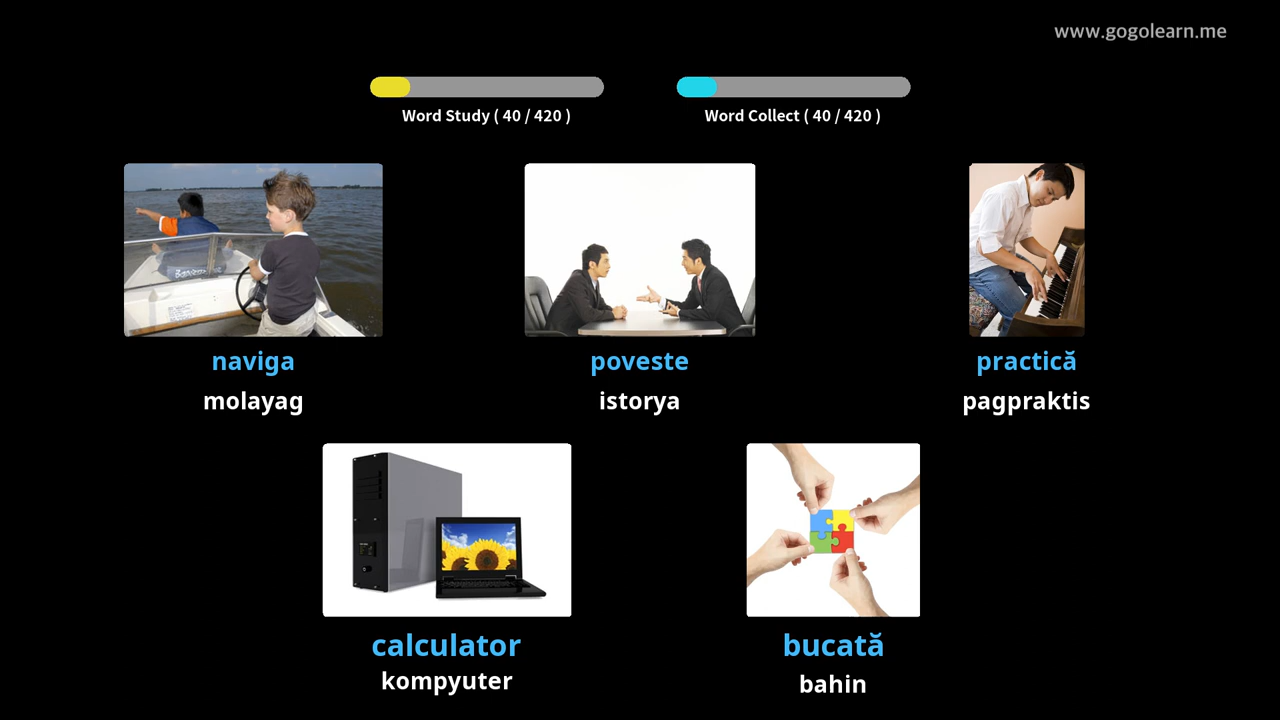 www.gogolearn.me
Word Study ( 40 / 420 )
Word Collect ( 40 / 420 )
naviga
molayag
poveste
istorya
practică
pagpraktis
calculator
kompyuter
bucată
bahin